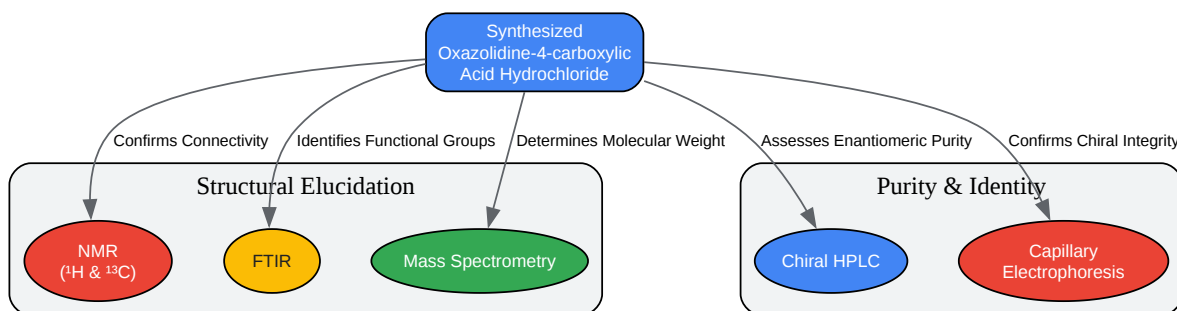 Synthesized
Oxazolidine-4-carboxylic
Acid Hydrochloride
Confirms Connectivity
Identifies Functional Groups
Determines Molecular Weight
Assesses Enantiomeric Purity
Confirms Chiral Integrity
Structural Elucidation
Purity & Identity
NMR
(¹H & ¹³C)
FTIR
Mass Spectrometry
Chiral HPLC
Capillary
Electrophoresis